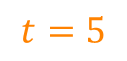 t = 5